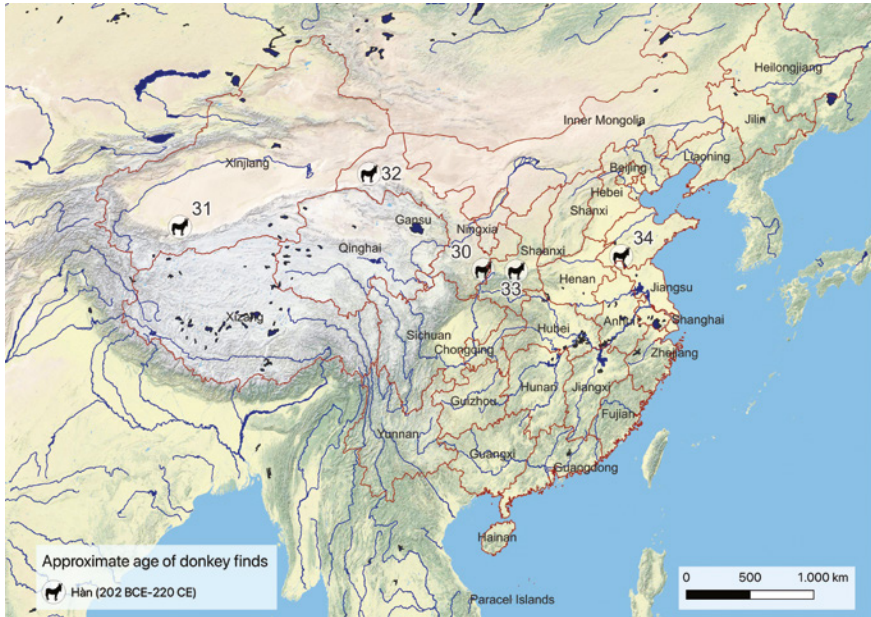 Heilongjiang
Jilin
Inner Mongolia
Liaoning
Beijing
Xinjiang
Hebei
32
Shanxi
31
Gansu
Ningxia
34
Qinghai
Shaanxi
30
Henan
33
Jiangsu
Xizang
Hubei
Anhui
Shanghai
Sichuan
Chongqing
Zhejiang
Hunan
Jiangxi
Guizhou
Fujian
Yunnan
Guangxi
Guangdong
Hainan
Approximate age of donkey finds
Hàn (202 BCE-220 CE)
0 500 1.000 km
Paracel Islands